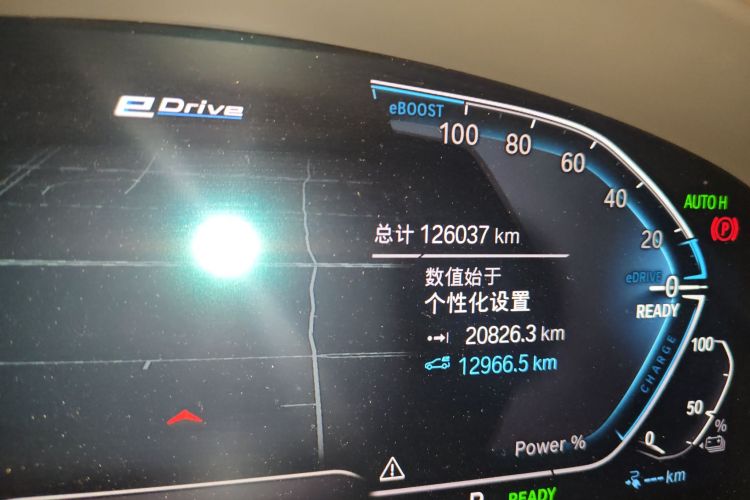 eDrive
eBOOST
100
80
60
40
20
0
AUTO H
P
总计 126037 km
eDRIVE
数值始于
个性化设置
READY
20826.3 km
12966.5 km
CHARGE
100
50
%
0
Power %
--- km
READY